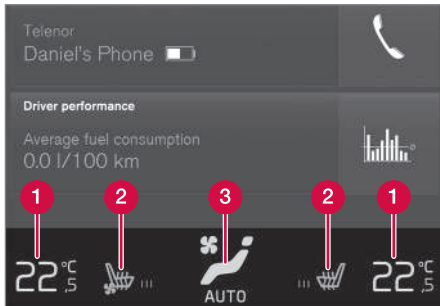 Telenor
Daniel's Phone
Driver performance
Average fuel consumption
0.0 l/100 km
1 2 3 2 1
22 °C ,5 22 °C ,5
AUTO